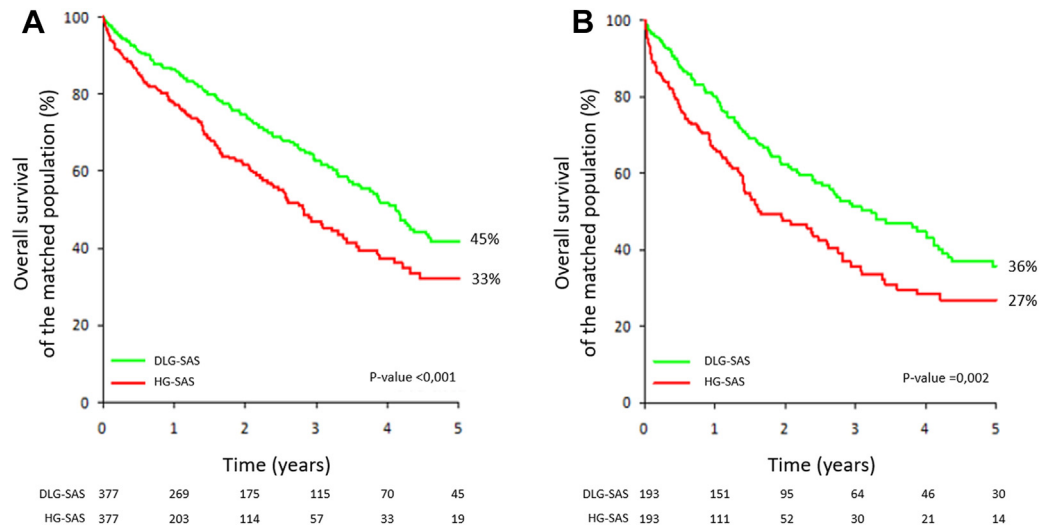 A
Overall survival
of the matched population (%)
100
80
60
40
20
0
DLG-SAS
HG-SAS
P-value <0,001
45%
33%
0 1 2 3 4 5
Time (years)
DLG-SAS 377 269 175 115 70 45
HG-SAS 377 203 114 57 33 19
B
Overall survival
of the matched population (%)
100
80
60
40
20
0
DLG-SAS
HG-SAS
P-value =0,002
36%
27%
0 1 2 3 4 5
Time (years)
DLG-SAS 193 151 95 64 46 30
HG-SAS 193 111 52 30 21 14